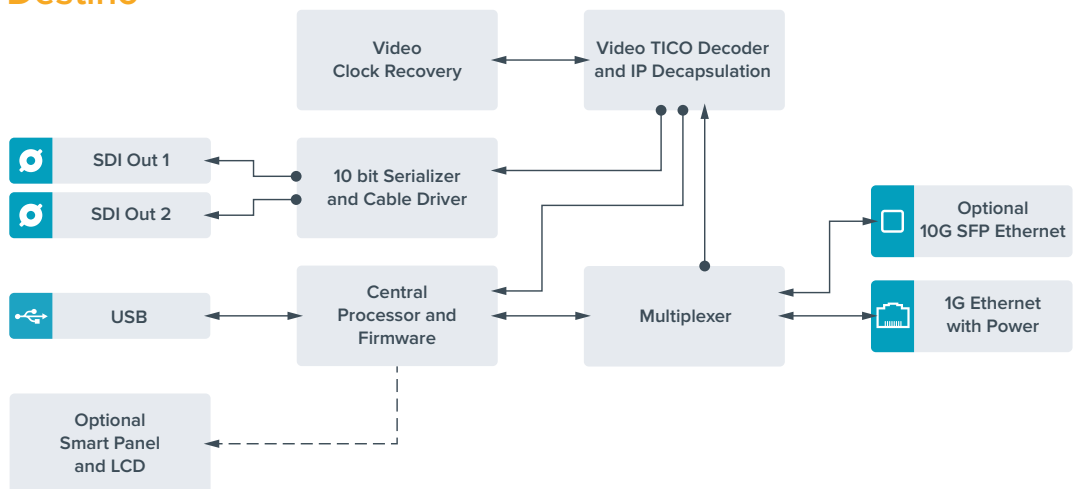 Destino
Video
Clock Recovery
Video TICO Decoder
and IP Decapsulation
SDI Out 1
SDI Out 2
10 bit Serializer
and Cable Driver
Optional
10G SFP Ethernet
USB
Central
Processor and
Firmware
Multiplexer
1G Ethernet
with Power
Optional
Smart Panel
and LCD